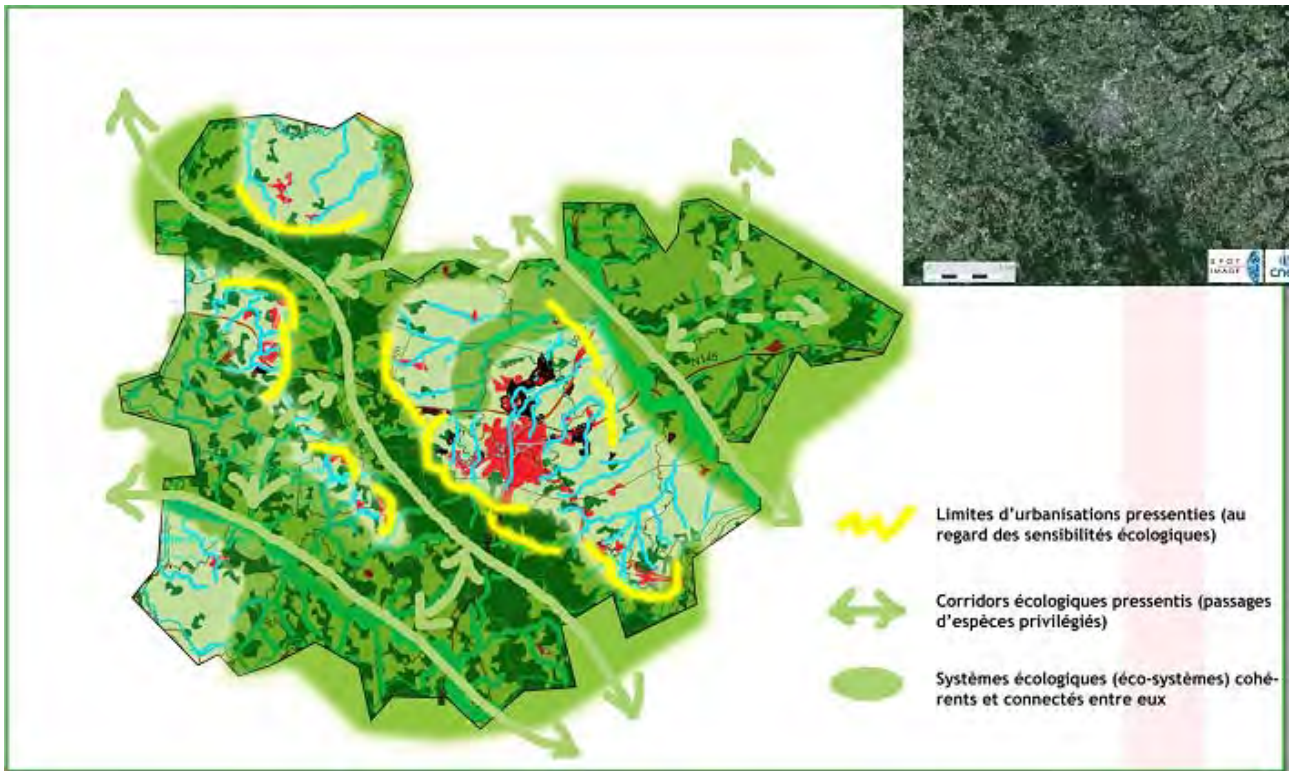 SPOT
IMAGE
cne
N145
Limites d'urbanisations pressenties (au
regard des sensibilités écologiques)
Corridors écologiques pressentis (passages
d'espèces privilégiés)
Systèmes écologiques (éco-systèmes) cohé-
rents et connectés entre eux